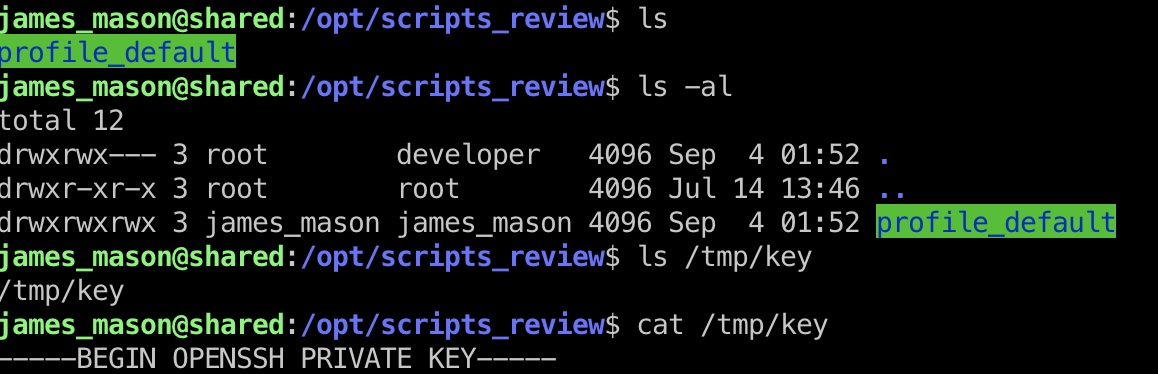 james_mason@shared:/opt/scripts_review$ ls
profile_default
james_mason@shared:/opt/scripts_review$ ls -al
total 12
drwxrwx--- 3 root        developer   4096 Sep  4 01:52 .
drwxr-xr-x 3 root        root        4096 Jul 14 13:46 ..
drwxrwxrwx 3 james_mason james_mason 4096 Sep  4 01:52 profile_default
james_mason@shared:/opt/scripts_review$ ls /tmp/key
/tmp/key
james_mason@shared:/opt/scripts_review$ cat /tmp/key
-----BEGIN OPENSSH PRIVATE KEY-----